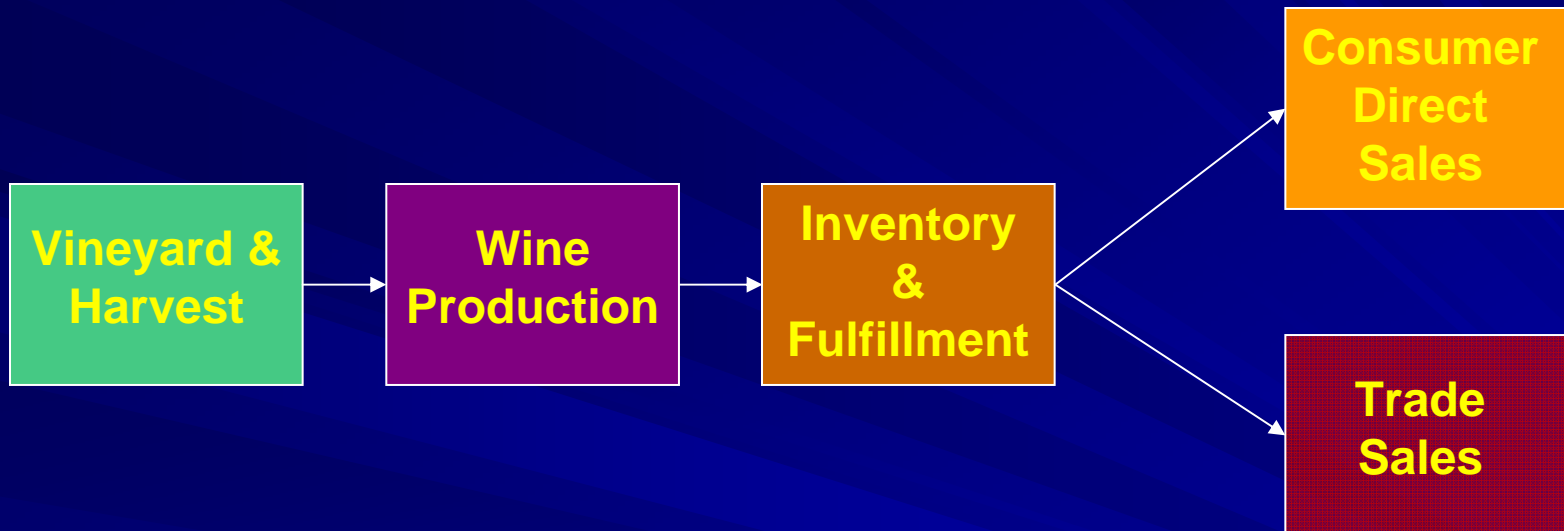 Vineyard &
Harvest
Wine
Production
Inventory
&
Fulfillment
Consumer
Direct
Sales
Trade
Sales